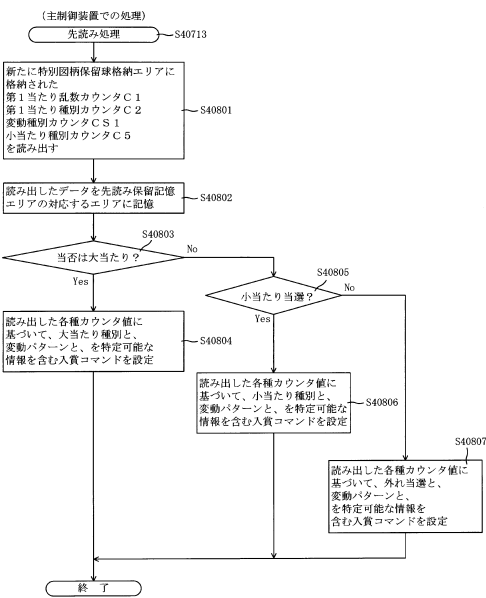 (主制御装置での処理)
先読み処理
S40713
新たに特別図柄保留球格納エリアに
格納された
第1当たり乱数カウンタC1
第1当たり種別カウンタC2
変動種別カウンタCS1
小当たり種別カウンタC5
を読み出す
S40801
読み出したデータを先読み保留記憶
エリアの対応するエリアに記憶
S40802
当否は大当たり?
S40803
No
Yes
小当たり当選?
S40805
No
Yes
読み出した各種カウンタ値に
基づいて、大当たり種別と、
変動パターンと、を特定可能な
情報を含む入賞コマンドを設定
S40804
読み出した各種カウンタ値に
基づいて、小当たり種別と、
変動パターンと、を特定可能な
情報を含む入賞コマンドを設定
S40806
S40807
読み出した各種カウンタ値に
基づいて、外れ当選と、
変動パターンと、
を特定可能な情報を
含む入賞コマンドを設定
終 了